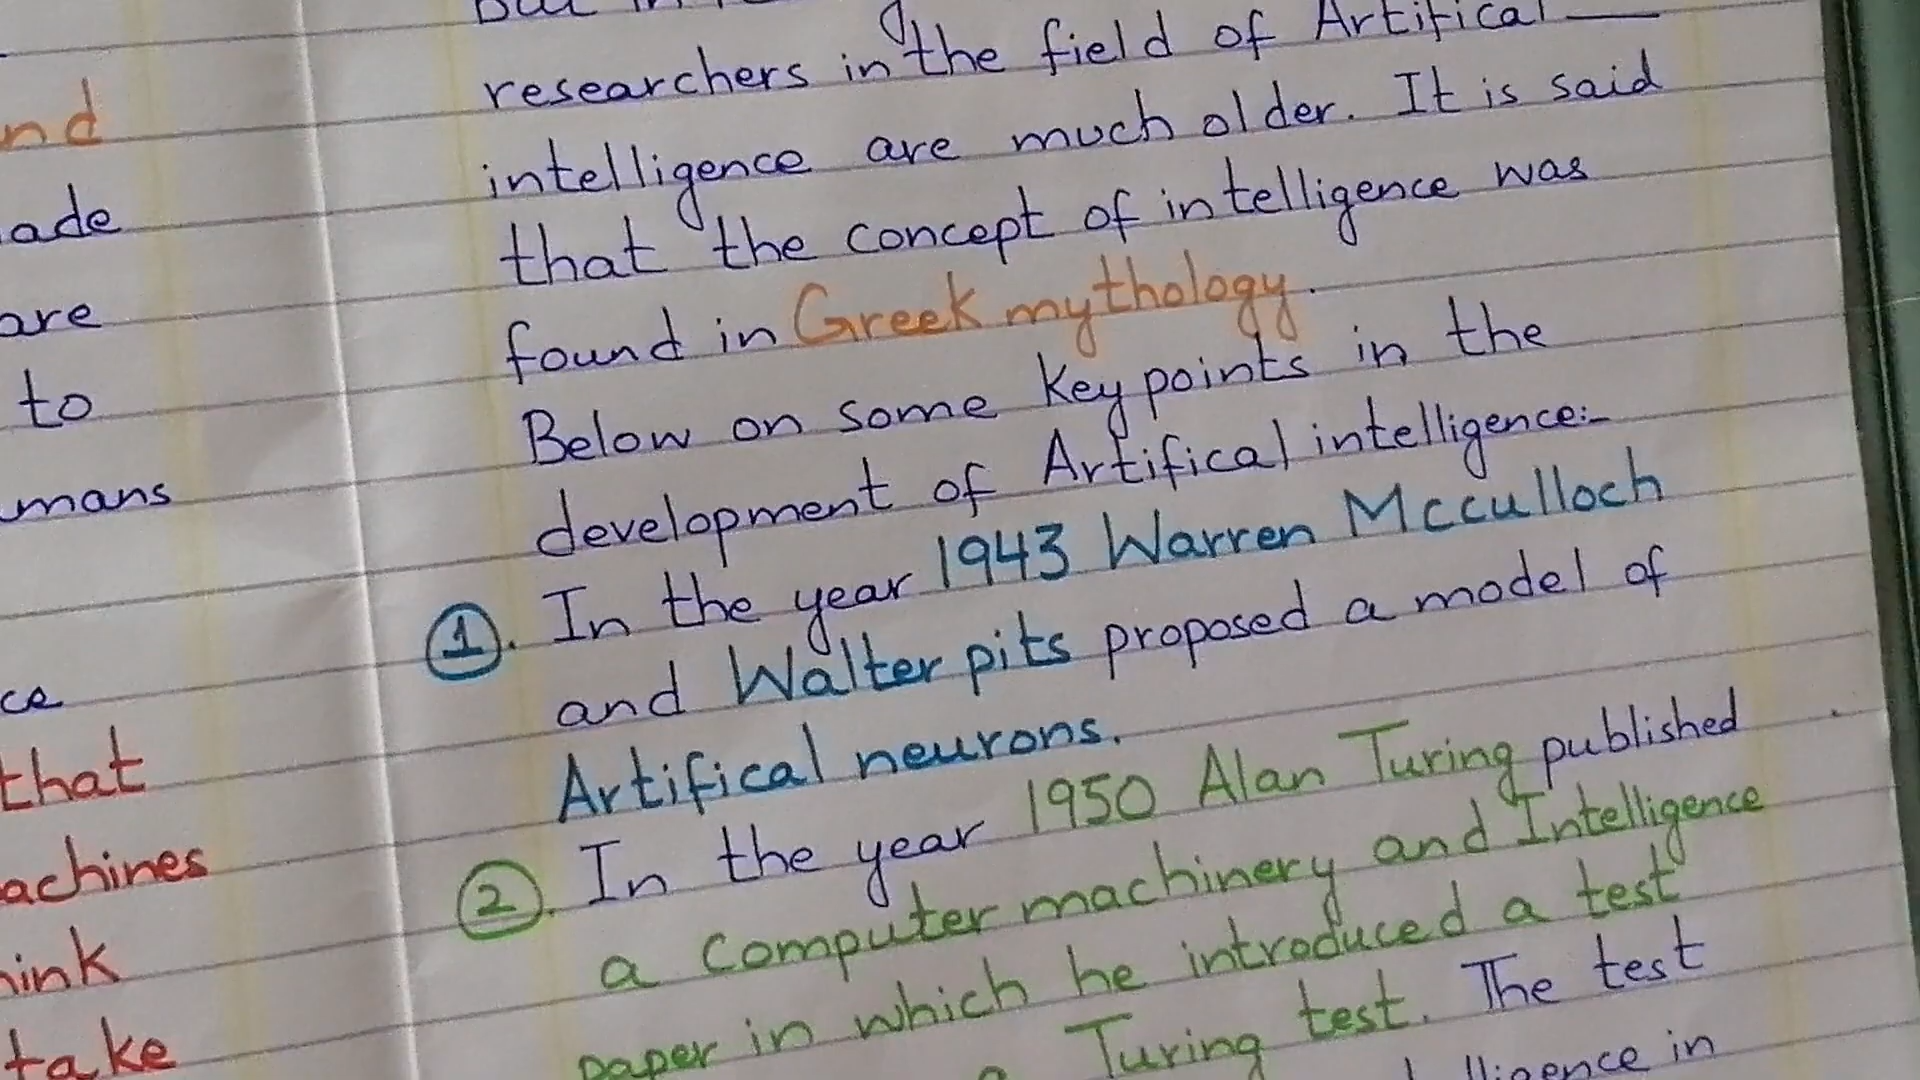 nd
ade
are
to
mans
ce
that
achines
hink
take
researchers in the field of Artifical
intelligence are much older. It is said
that the concept of intelligence was
found in Greek mythology.
Below on some key points in the
development of Artifical intelligence:-
1. In the year 1943 Warren Mcculloch
and Walter pits proposed a model of
Artifical neurons.
2. In the year 1950 Alan Turing published
a Computer machinery and Intelligence
paper in which he introduced a test
a Turing test. The test
lligence in